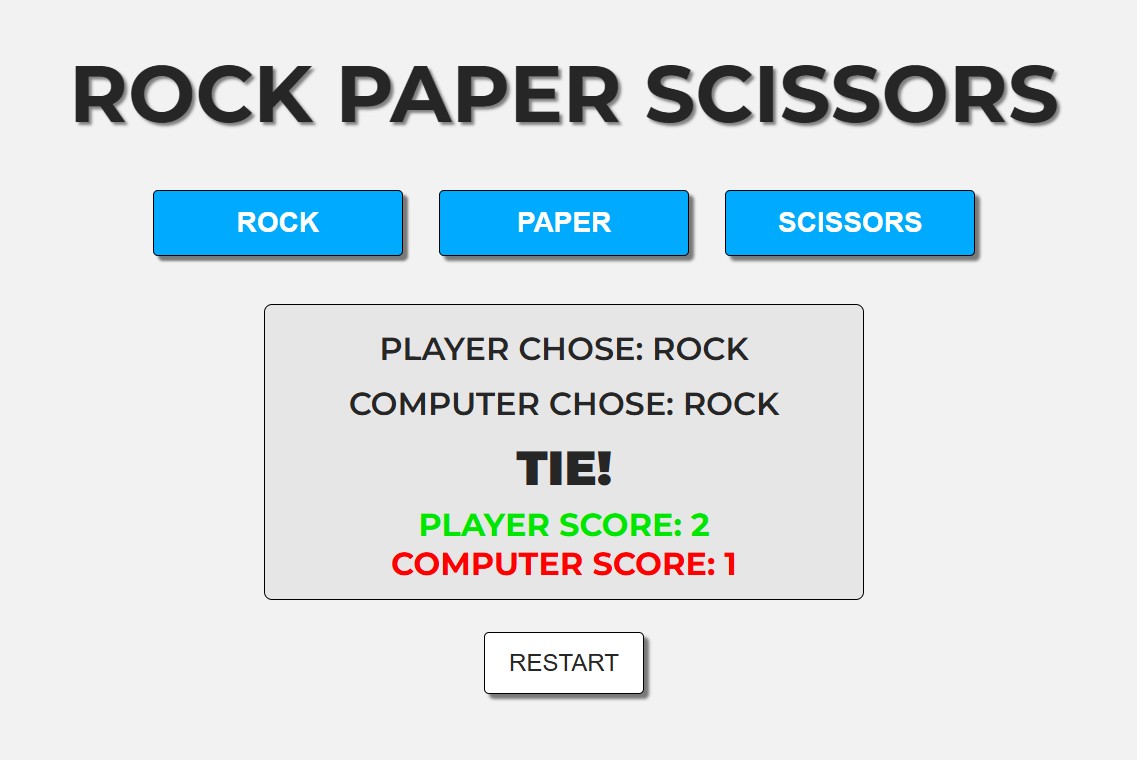 ROCK PAPER SCISSORS
ROCK
PAPER
SCISSORS
PLAYER CHOSE: ROCK
COMPUTER CHOSE: ROCK
TIE!
PLAYER SCORE: 2
COMPUTER SCORE: 1
RESTART